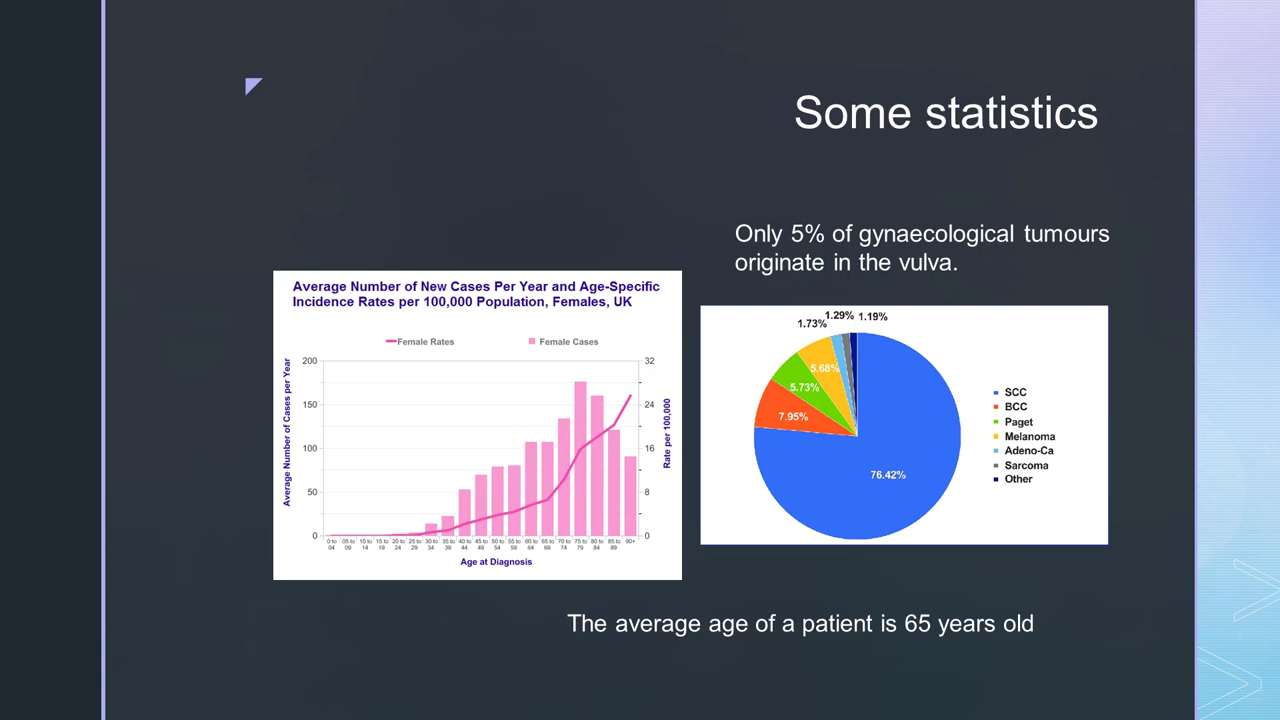 Some statistics
Only 5% of gynaecological tumours
originate in the vulva.
Average Number of New Cases Per Year and Age-Specific
Incidence Rates per 100,000 Population, Females, UK
Female Rates
Female Cases
Average Number of Cases per Year
200
150
100
50
0
32
24
16
8
0
Rate per 100,000
0 to 04
05 to 09
10 to 14
15 to 19
20 to 24
25 to 29
30 to 34
35 to 39
40 to 44
45 to 49
50 to 54
55 to 59
60 to 64
65 to 69
70 to 74
75 to 79
80 to 84
85 to 89
90+
Age at Diagnosis
1.73%
1.29%
1.19%
5.68%
5.73%
7.95%
76.42%
SCC
BCC
Paget
Melanoma
Adeno-Ca
Sarcoma
Other
The average age of a patient is 65 years old